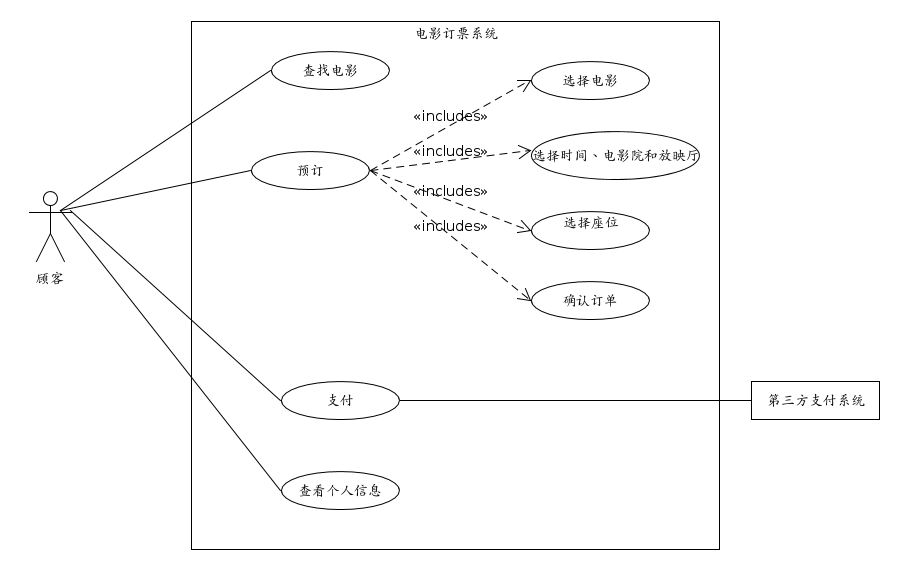 电影订票系统
查找电影
选择电影
«includes»
«includes»
选择时间、电影院和放映厅
预订
«includes»
选择座位
«includes»
顾客
确认订单
支付
第三方支付系统
查看个人信息